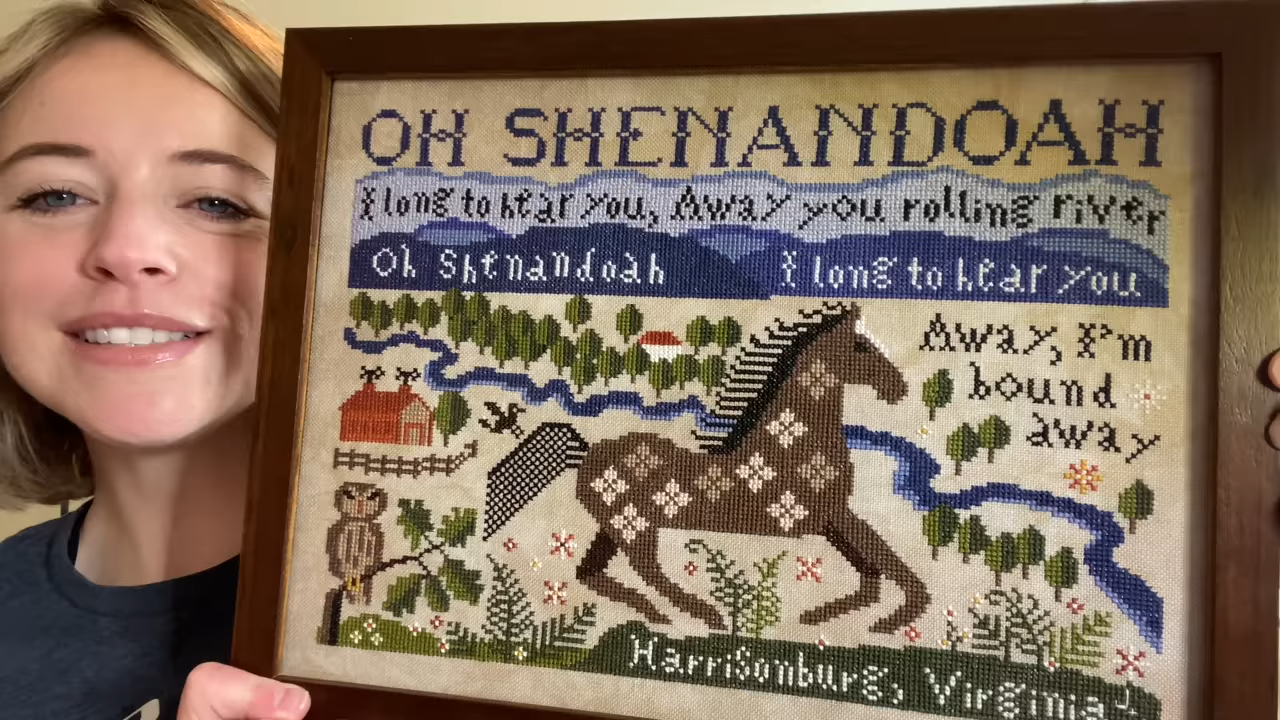 OH SHENANDOAH
I long to hear you, Away you rolling river
Oh Shenandoah I long to hear you
Away, I'm
bound
away
Harrisonburg, Virginia